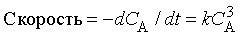 Скорость = −dC_A / dt = kC_A^3